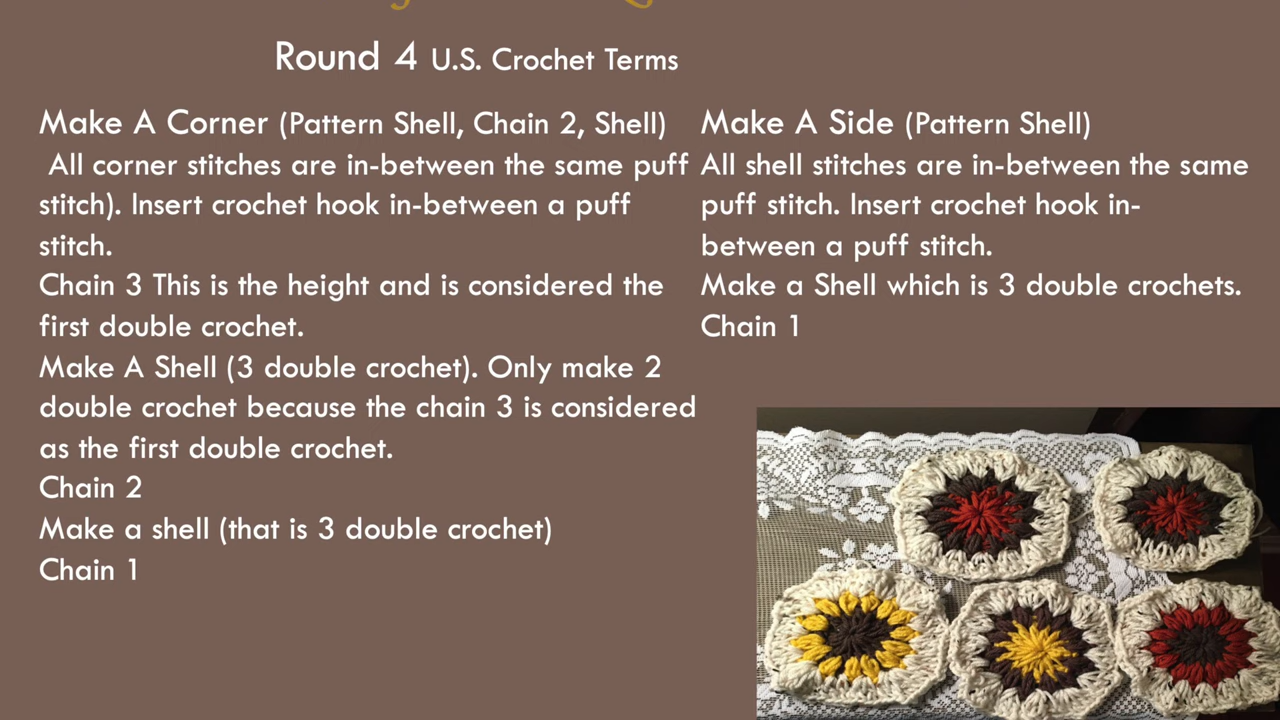 Round 4 U.S. Crochet Terms
Make A Corner (Pattern Shell, Chain 2, Shell)
All corner stitches are in-between the same puff
stitch). Insert crochet hook in-between a puff
stitch.
Chain 3 This is the height and is considered the
first double crochet.
Make A Shell (3 double crochet). Only make 2
double crochet because the chain 3 is considered
as the first double crochet.
Chain 2
Make a shell (that is 3 double crochet)
Chain 1
Make A Side (Pattern Shell)
All shell stitches are in-between the same
puff stitch. Insert crochet hook in-
between a puff stitch.
Make a Shell which is 3 double crochets.
Chain 1